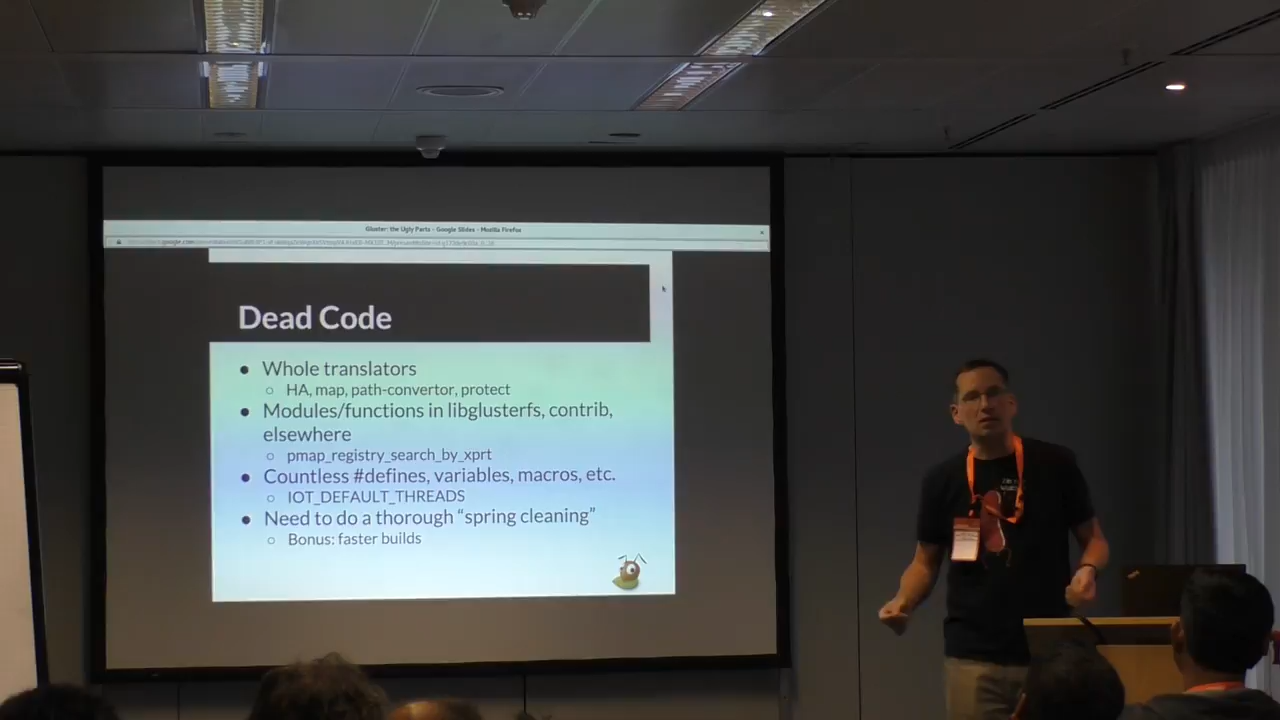 Gluster: the Ugly Parts - Google Slides - Mozilla Firefox
Dead Code
● Whole translators
○ HA, map, path-convertor, protect
● Modules/functions in libglusterfs, contrib,
elsewhere
○ pmap_registry_search_by_xprt
● Countless #defines, variables, macros, etc.
○ IOT_DEFAULT_THREADS
● Need to do a thorough “spring cleaning”
○ Bonus: faster builds